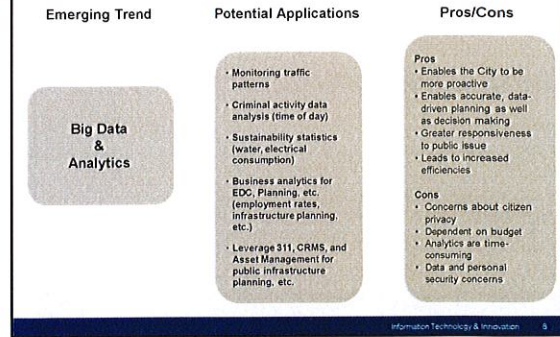 Emerging Trend
Potential Applications
Pros/Cons
Big Data
&
Analytics
• Monitoring traffic
patterns
• Criminal activity data
analysis (time of day)
• Sustainability statistics
(water, electrical
consumption)
• Business analytics for
EDC, Planning, etc.
(employment rates,
infrastructure planning,
etc.)
• Leverage 311, CRMS, and
Asset Management for
public infrastructure
planning, etc.
Pros
• Enables the City to be
more proactive
• Enables accurate, data-
driven planning as well
as decision making
• Greater responsiveness
to public issue
• Leads to increased
efficiencies
Cons
• Concerns about citizen
privacy
• Dependent on budget
• Analytics are time-
consuming
• Data and personal
security concerns
Information Technology & Innovation 8